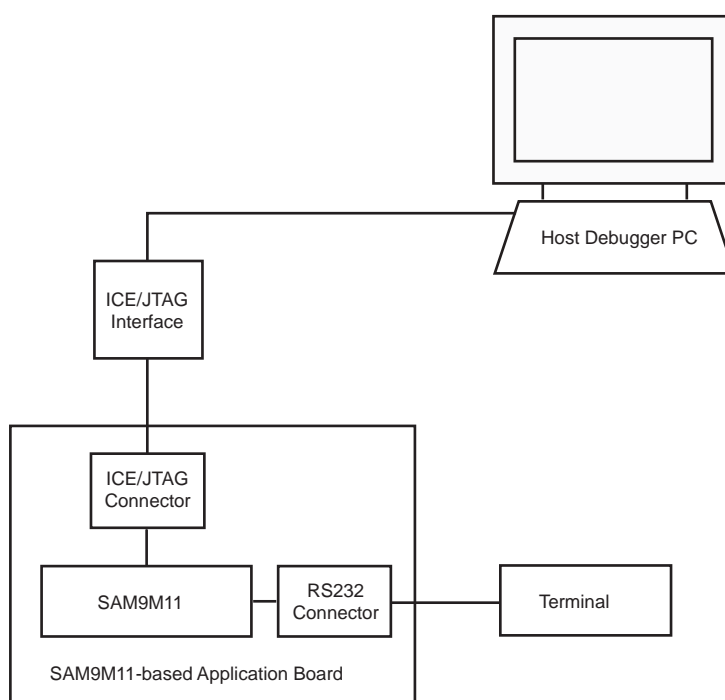 Host Debugger PC
ICE/JTAG
Interface
ICE/JTAG
Connector
SAM9M11
RS232
Connector
Terminal
SAM9M11-based Application Board